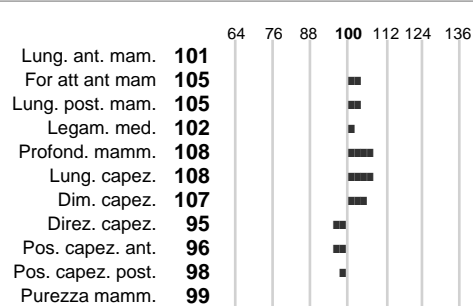 64 76 88 100 112 124 136
Lung. ant. mam. 101
For att ant mam 105
Lung. post. mam. 105
Legam. med. 102
Profond. mamm. 108
Lung. capez. 108
Dim. capez. 107
Direz. capez. 95
Pos. capez. ant. 96
Pos. capez. post. 98
Purezza mamm. 99